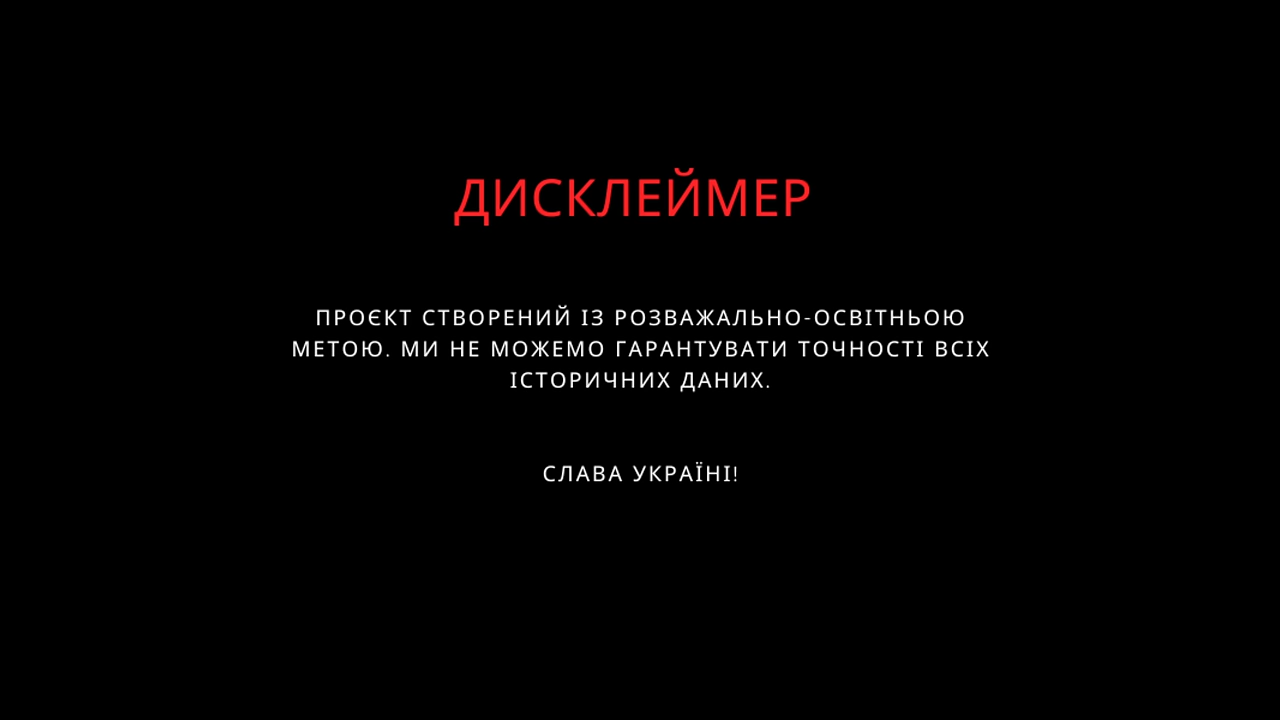 ДИСКЛЕЙМЕР
ПРОЄКТ СТВОРЕНИЙ ІЗ РОЗВАЖАЛЬНО-ОСВІТНЬОЮ
МЕТОЮ. МИ НЕ МОЖЕМО ГАРАНТУВАТИ ТОЧНОСТІ ВСІХ
ІСТОРИЧНИХ ДАНИХ.
СЛАВА УКРАЇНІ!